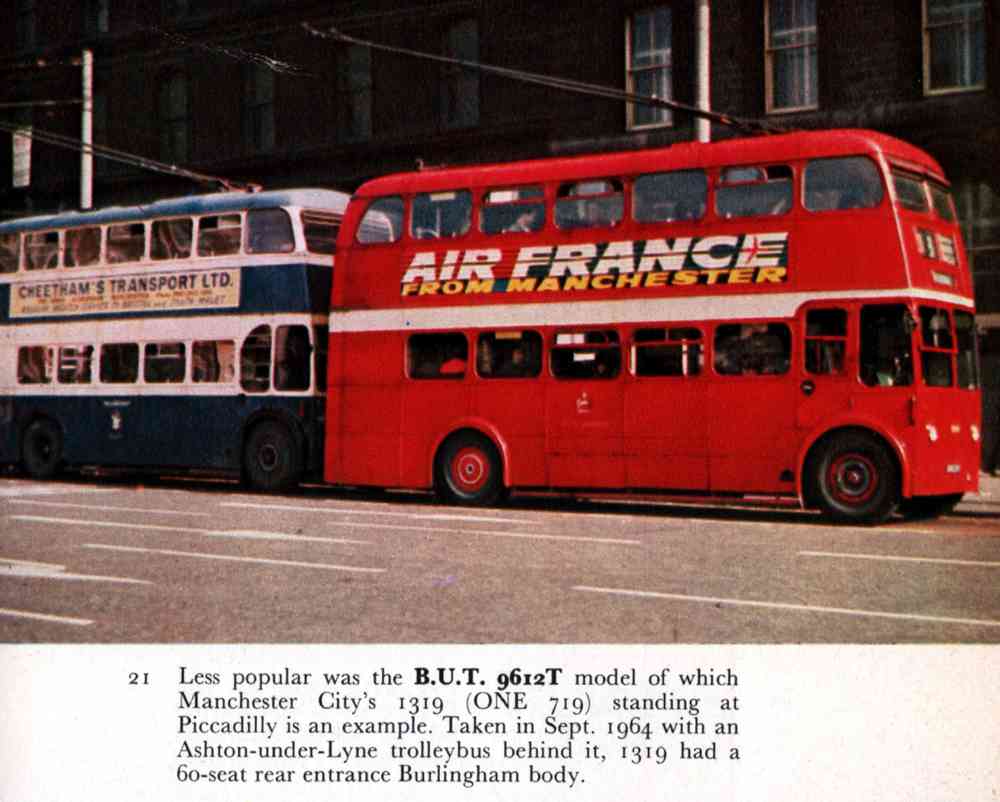 AIR FRANCE
FROM MANCHESTER
CHEETHAM'S TRANSPORT LTD.
21 Less popular was the B.U.T. 9612T model of which
Manchester City's 1319 (ONE 719) standing at
Piccadilly is an example. Taken in Sept. 1964 with an
Ashton-under-Lyne trolleybus behind it, 1319 had a
60-seat rear entrance Burlingham body.